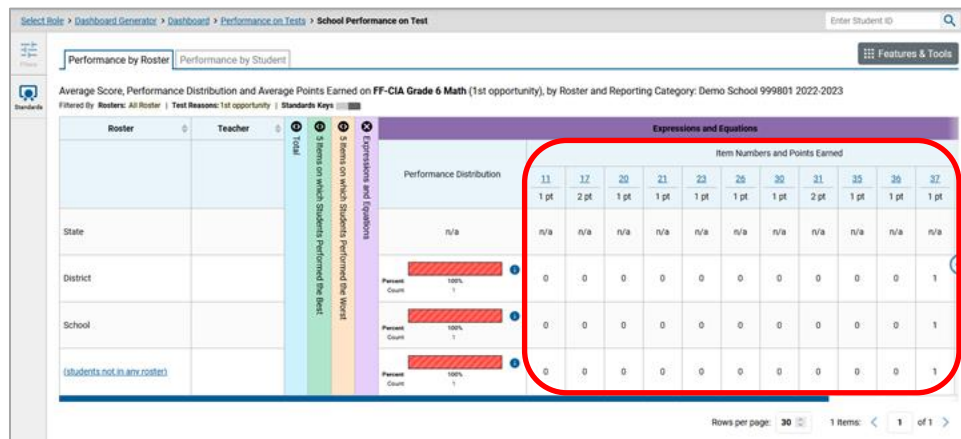 Select Role > Dashboard Generator > Dashboard > Performance on Tests > School Performance on Test
Enter Student ID
Filters
Standards
Performance by Roster
Performance by Student
Features & Tools
Average Score, Performance Distribution and Average Points Earned on FF-CIA Grade 6 Math (1st opportunity), by Roster and Reporting Category: Demo School 999801 2022-2023
Filtered By Rosters: All Roster | Test Reasons: 1st opportunity | Standards Keys
Roster
Teacher
Total
5 Items on which Students Performed the Best
5 Items on which Students Performed the Worst
Expressions and Equations
Expressions and Equations
Performance Distribution
Item Numbers and Points Earned
11 17 20 21 23 26 30 31 35 36 37
1 pt 2 pt 1 pt 1 pt 1 pt 1 pt 1 pt 2 pt 1 pt 1 pt 1 pt
State n/a n/a n/a n/a n/a n/a n/a n/a n/a n/a n/a n/a
District 0 0 0 0 0 0 0 0 0 0 1
Percent 100%
Count 1
School 0 0 0 0 0 0 0 0 0 0 1
Percent 100%
Count 1
(students not in any roster) 0 0 0 0 0 0 0 0 0 0 1
Percent 100%
Count 1
Rows per page: 30 1 Items: < 1 of 1 >